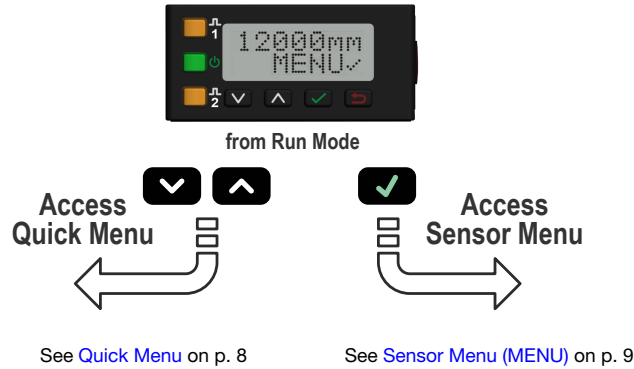 1
12000mm
MENU✓
2
from Run Mode
Access
Quick Menu
Access
Sensor Menu
See Quick Menu on p. 8
See Sensor Menu (MENU) on p. 9